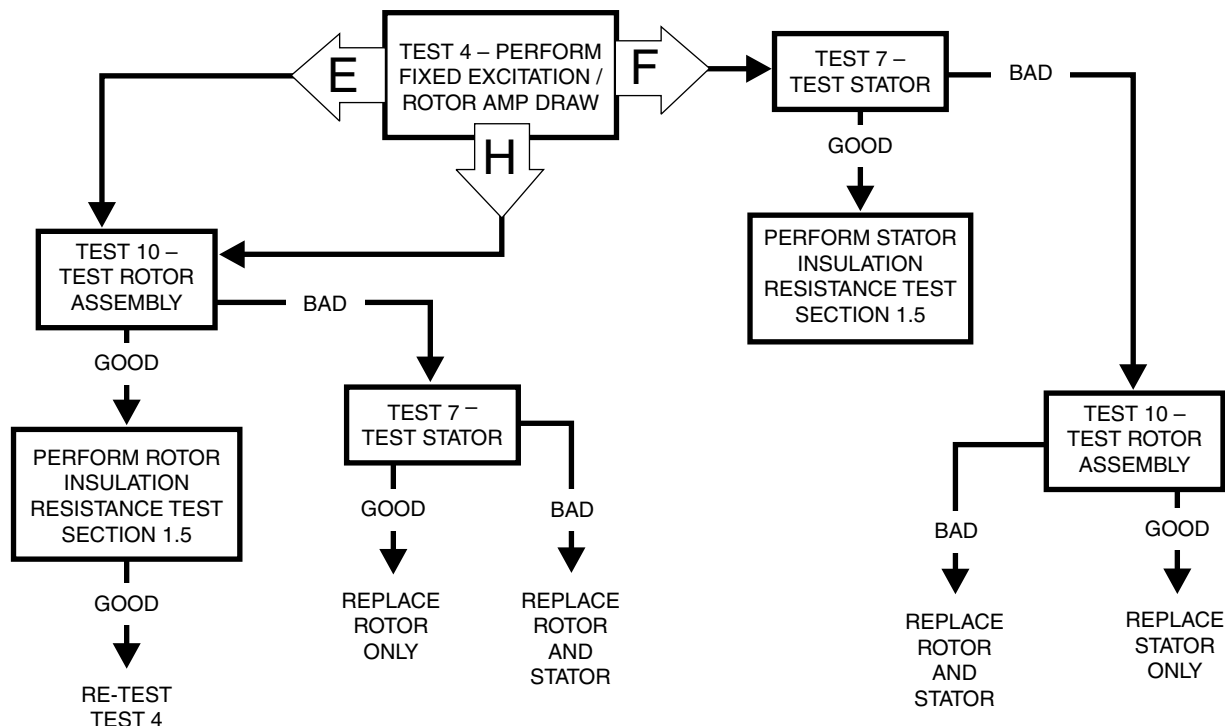 E
TEST 4 – PERFORM
FIXED EXCITATION /
ROTOR AMP DRAW
F
H
TEST 7 –
TEST STATOR
BAD
GOOD
PERFORM STATOR
INSULATION
RESISTANCE TEST
SECTION 1.5
TEST 10 –
TEST ROTOR
ASSEMBLY
BAD
GOOD
TEST 7 –
TEST STATOR
PERFORM ROTOR
INSULATION
RESISTANCE TEST
SECTION 1.5
GOOD
BAD
GOOD
REPLACE
ROTOR
ONLY
REPLACE
ROTOR
AND
STATOR
RE-TEST
TEST 4
TEST 10 –
TEST ROTOR
ASSEMBLY
BAD
GOOD
REPLACE
ROTOR
AND
STATOR
REPLACE
STATOR
ONLY